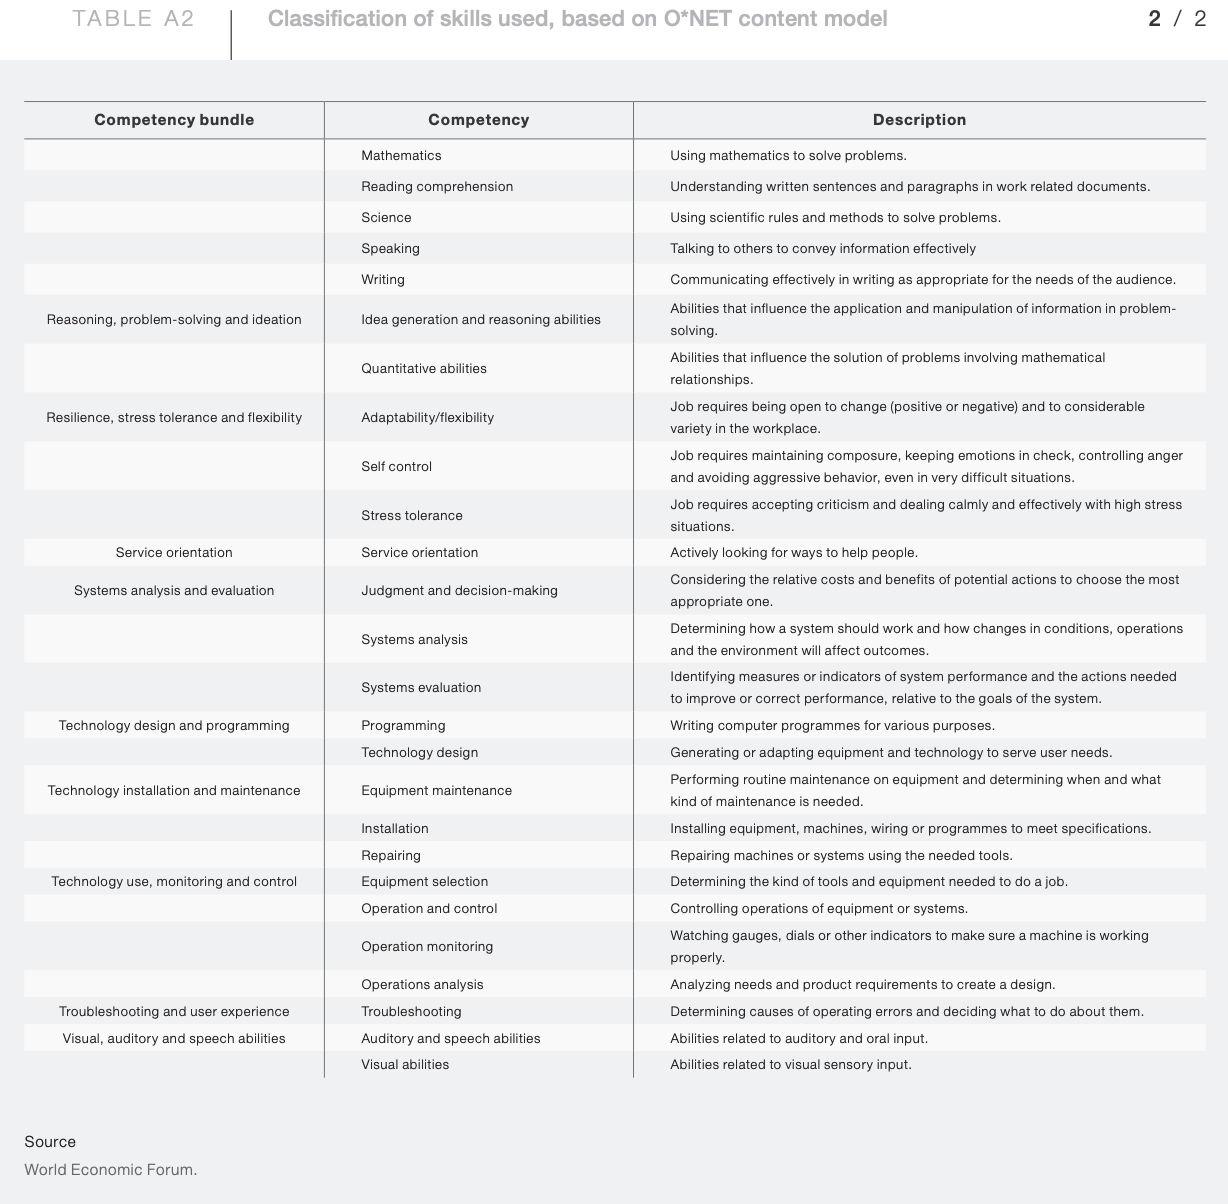 TABLE A2 Classification of skills used, based on O*NET content model 2 / 2
Competency bundle Competency Description
Mathematics Using mathematics to solve problems.
Reading comprehension Understanding written sentences and paragraphs in work related documents.
Science Using scientific rules and methods to solve problems.
Speaking Talking to others to convey information effectively
Writing Communicating effectively in writing as appropriate for the needs of the audience.
Reasoning, problem-solving and ideation Idea generation and reasoning abilities Abilities that influence the application and manipulation of information in problem-
solving.
Quantitative abilities Abilities that influence the solution of problems involving mathematical
relationships.
Resilience, stress tolerance and flexibility Adaptability/flexibility Job requires being open to change (positive or negative) and to considerable
variety in the workplace.
Self control Job requires maintaining composure, keeping emotions in check, controlling anger
and avoiding aggressive behavior, even in very difficult situations.
Stress tolerance Job requires accepting criticism and dealing calmly and effectively with high stress
situations.
Service orientation Service orientation Actively looking for ways to help people.
Systems analysis and evaluation Judgment and decision-making Considering the relative costs and benefits of potential actions to choose the most
appropriate one.
Systems analysis Determining how a system should work and how changes in conditions, operations
and the environment will affect outcomes.
Systems evaluation Identifying measures or indicators of system performance and the actions needed
to improve or correct performance, relative to the goals of the system.
Technology design and programming Programming Writing computer programmes for various purposes.
Technology design Generating or adapting equipment and technology to serve user needs.
Technology installation and maintenance Equipment maintenance Performing routine maintenance on equipment and determining when and what
kind of maintenance is needed.
Installation Installing equipment, machines, wiring or programmes to meet specifications.
Repairing Repairing machines or systems using the needed tools.
Technology use, monitoring and control Equipment selection Determining the kind of tools and equipment needed to do a job.
Operation and control Controlling operations of equipment or systems.
Operation monitoring Watching gauges, dials or other indicators to make sure a machine is working
properly.
Operations analysis Analyzing needs and product requirements to create a design.
Troubleshooting and user experience Troubleshooting Determining causes of operating errors and deciding what to do about them.
Visual, auditory and speech abilities Auditory and speech abilities Abilities related to auditory and oral input.
Visual abilities Abilities related to visual sensory input.
Source
World Economic Forum.